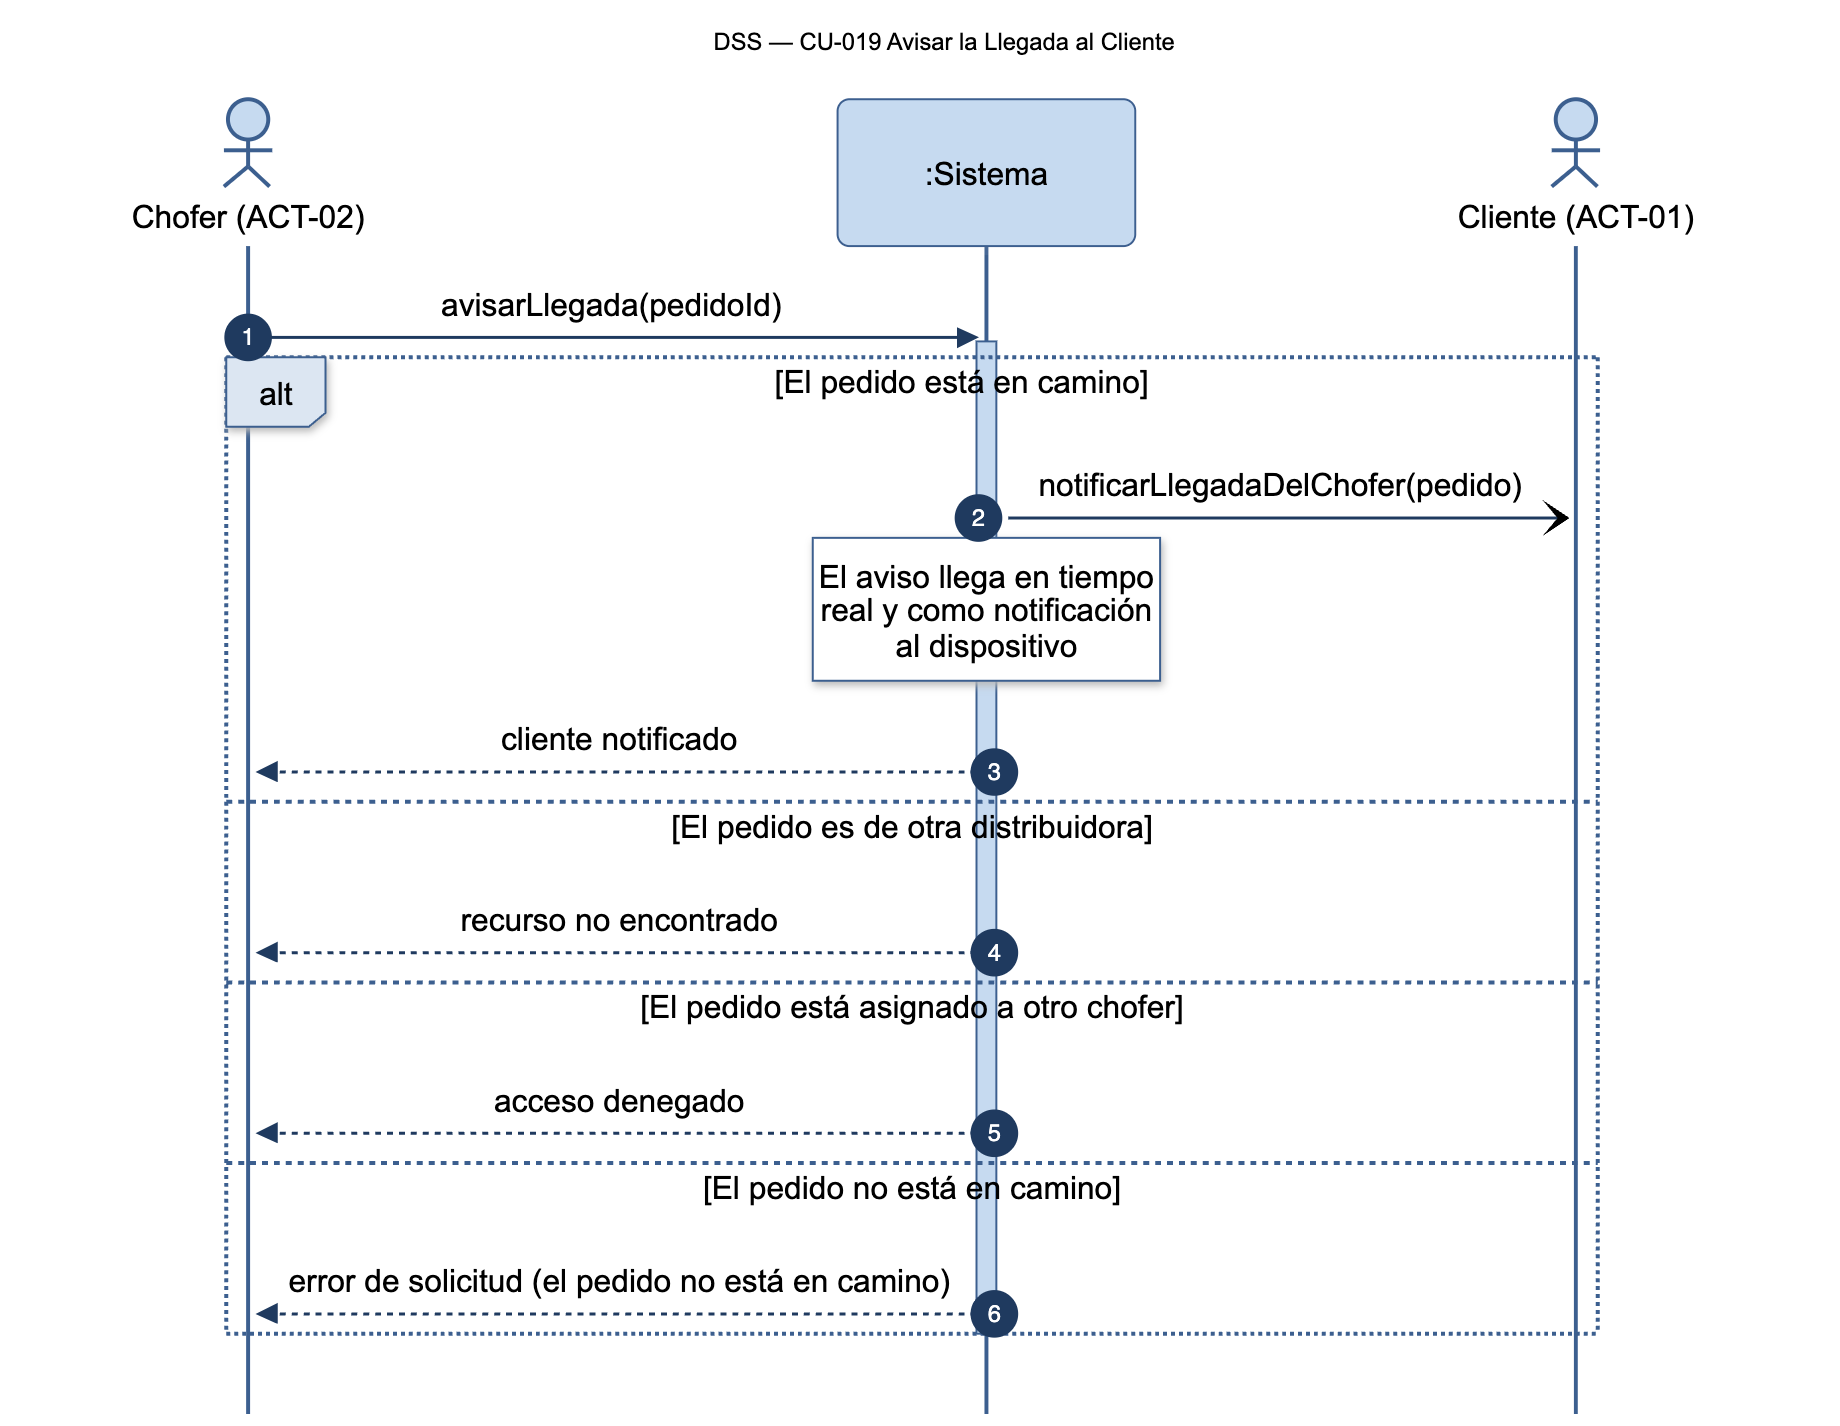 DSS — CU-019 Avisar la Llegada al Cliente
Chofer (ACT-02)
:Sistema
Cliente (ACT-01)
avisarLlegada(pedidoId)
1
alt
[El pedido está en camino]
notificarLlegadaDelChofer(pedido)
2
El aviso llega en tiempo
real y como notificación
al dispositivo
cliente notificado
3
[El pedido es de otra distribuidora]
recurso no encontrado
4
[El pedido está asignado a otro chofer]
acceso denegado
5
[El pedido no está en camino]
error de solicitud (el pedido no está en camino)
6